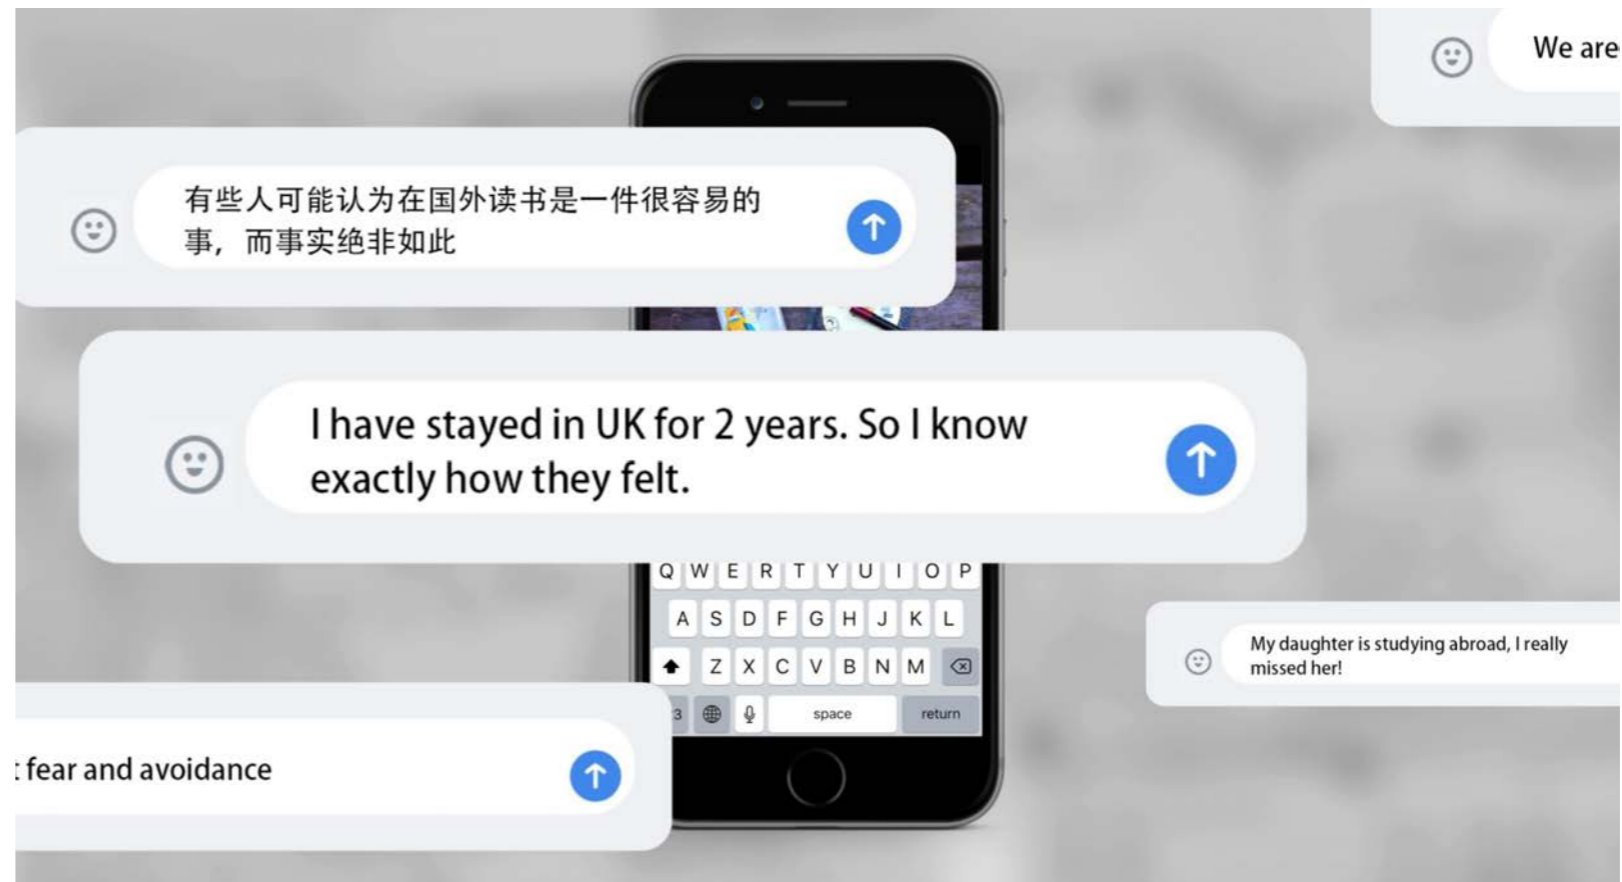 We are
有些人可能认为在国外读书是一件很容易的
事，而事实绝非如此
I have stayed in UK for 2 years. So I know
exactly how they felt.
Q W E R T Y U I O P
A S D F G H J K L
Z X C V B N M
3 space return
My daughter is studying abroad, I really
missed her!
fear and avoidance